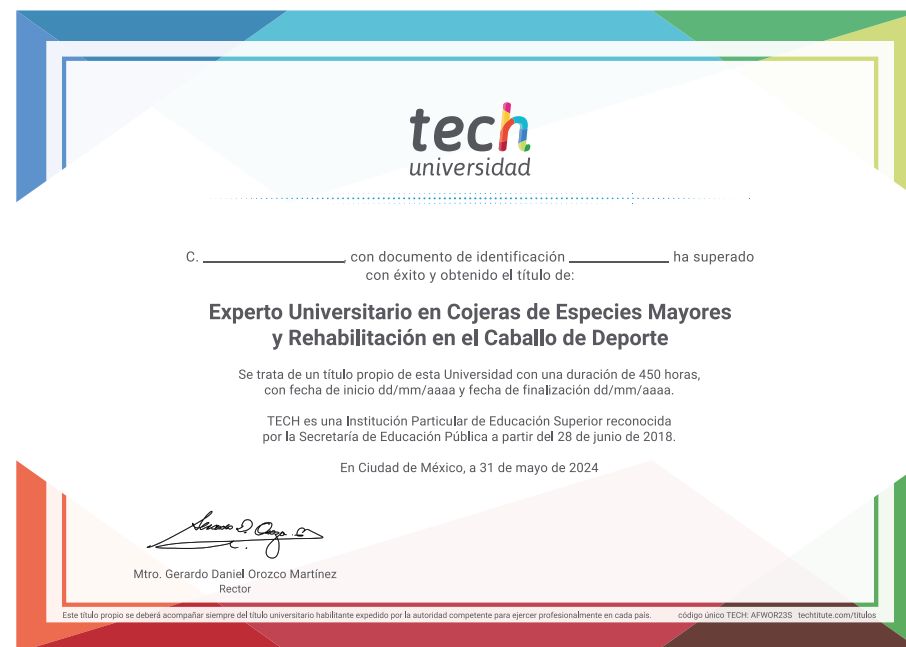 tech
universidad
C. ____________, con documento de identificación ____________ ha superado
con éxito y obtenido el título de:
Experto Universitario en Cojeras de Especies Mayores
y Rehabilitación en el Caballo de Deporte
Se trata de un título propio de esta Universidad con una duración de 450 horas,
con fecha de inicio dd/mm/aaaa y fecha de finalización dd/mm/aaaa.
TECH es una Institución Particular de Educación Superior reconocida
por la Secretaría de Educación Pública a partir del 28 de junio de 2018.
En Ciudad de México, a 31 de mayo de 2024
Mtro. Gerardo Daniel Orozco Martínez
Rector
Este título propio se deberá acompañar siempre del título universitario habilitante expedido por la autoridad competente para ejercer profesionalmente en cada país. código único TECH: AFWOR23S techtitute.com/titulos